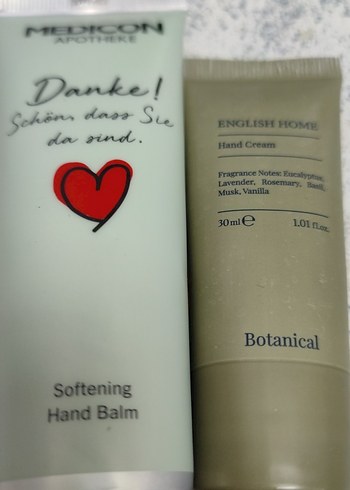 MEDICON
APOTHEKE
Danke!
Schön, dass Sie
da sind.
Softening
Hand Balm
ENGLISH HOME
Hand Cream
Fragrance Notes: Eucalyptus,
Lavender, Rosemary, Basil,
Musk, Vanilla
30ml e 1.01 fl.oz.
Botanical